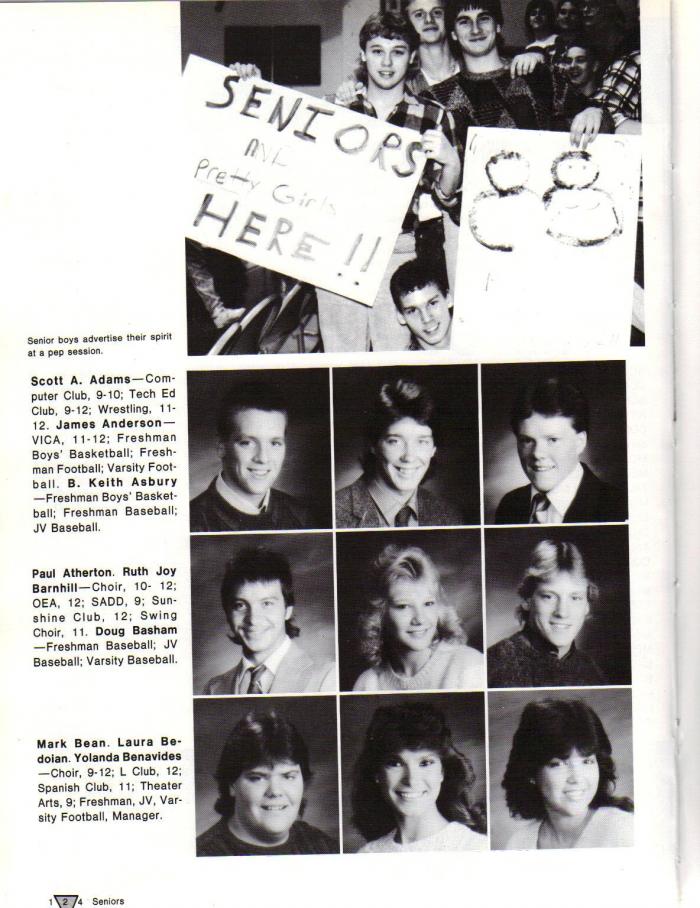 SENIORS
Pretty Girls
HERE!!
Senior boys advertise their spirit
at a pep session.
Scott A. Adams—Com-
puter Club, 9-10; Tech Ed
Club, 9-12; Wrestling, 11-
12. James Anderson—
VICA, 11-12; Freshman
Boys' Basketball; Fresh-
man Football; Varsity Foot-
ball. B. Keith Asbury
—Freshman Boys' Basket-
ball; Freshman Baseball;
JV Baseball.
Paul Atherton. Ruth Joy
Barnhill—Choir, 10- 12;
OEA, 12; SADD, 9; Sun-
shine Club, 12; Swing
Choir, 11. Doug Basham
—Freshman Baseball; JV
Baseball; Varsity Baseball.
Mark Bean. Laura Be-
doian. Yolanda Benavides
—Choir, 9-12; L Club, 12;
Spanish Club, 11; Theater
Arts, 9; Freshman, JV, Var-
sity Football, Manager.
124 Seniors